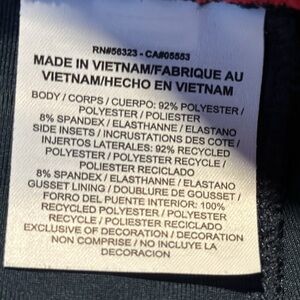 RN#56323 - CA#05553
MADE IN VIETNAM/FABRIQUE AU
VIETNAM/HECHO EN VIETNAM
BODY / CORPS / CUERPO: 92% POLYESTER /
POLYESTER / POLIESTER
8% SPANDEX / ELASTHANNE / ELASTANO
SIDE INSETS / INCRUSTATIONS DES COTE /
INJERTOS LATERALES: 92% RECYCLED
POLYESTER / POLYESTER RECYCLE /
POLIESTER RECICLADO
8% SPANDEX / ELASTHANNE / ELASTANO
GUSSET LINING / DOUBLURE DE GOUSSET /
FORRO DEL PUENTE INTERIOR: 100%
RECYCLED POLYESTER / POLYESTER
RECYCLE / POLIESTER RECICLADO
EXCLUSIVE OF DECORATION / DECORATION
NON COMPRISE / NO INCLUYE LA
DECORACION